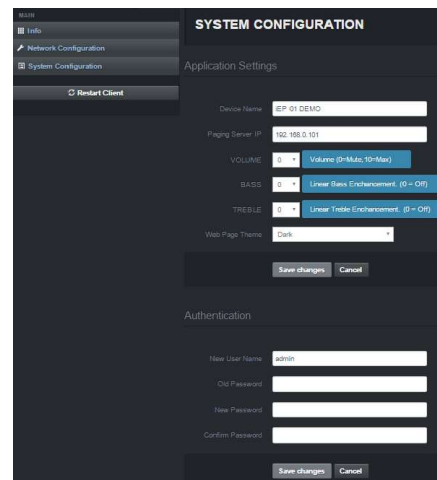 MAIN
Info
Network Configuration
System Configuration
Restart Client
SYSTEM CONFIGURATION
Application Settings
Device Name IEP 01 DEMO
Paging Server IP 192.168.0.101
VOLUME 0 Volume (0=Mute,10=Max)
BASS 0 Linear Bass Enchancement. (0 = Off)
TREBLE 0 Linear Treble Enchancement. (0 = Off)
Web Page Theme Dark
Save changes Cancel
Authentication
New User Name admin
Old Password
New Password
Confirm Password
Save changes Cancel